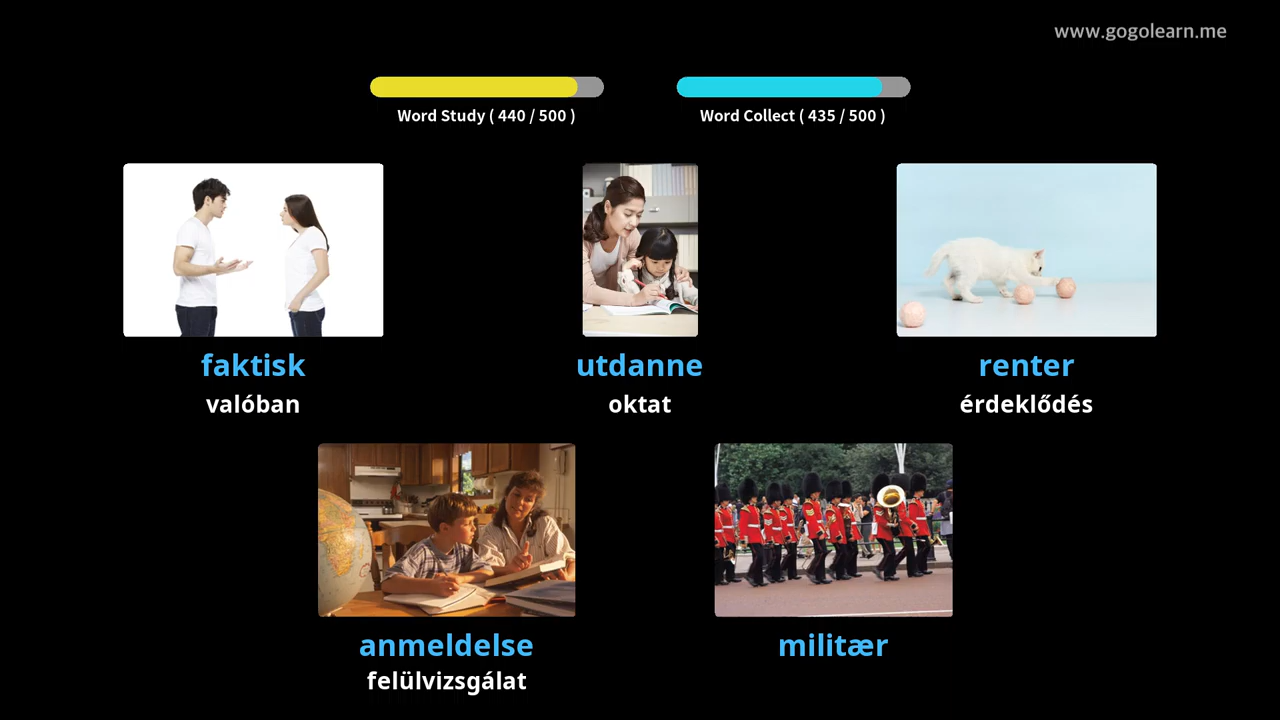 www.gogolearn.me
Word Study ( 440 / 500 )
Word Collect ( 435 / 500 )
faktisk
valóban
utdanne
oktat
renter
érdeklődés
anmeldelse
felülvizsgálat
militær